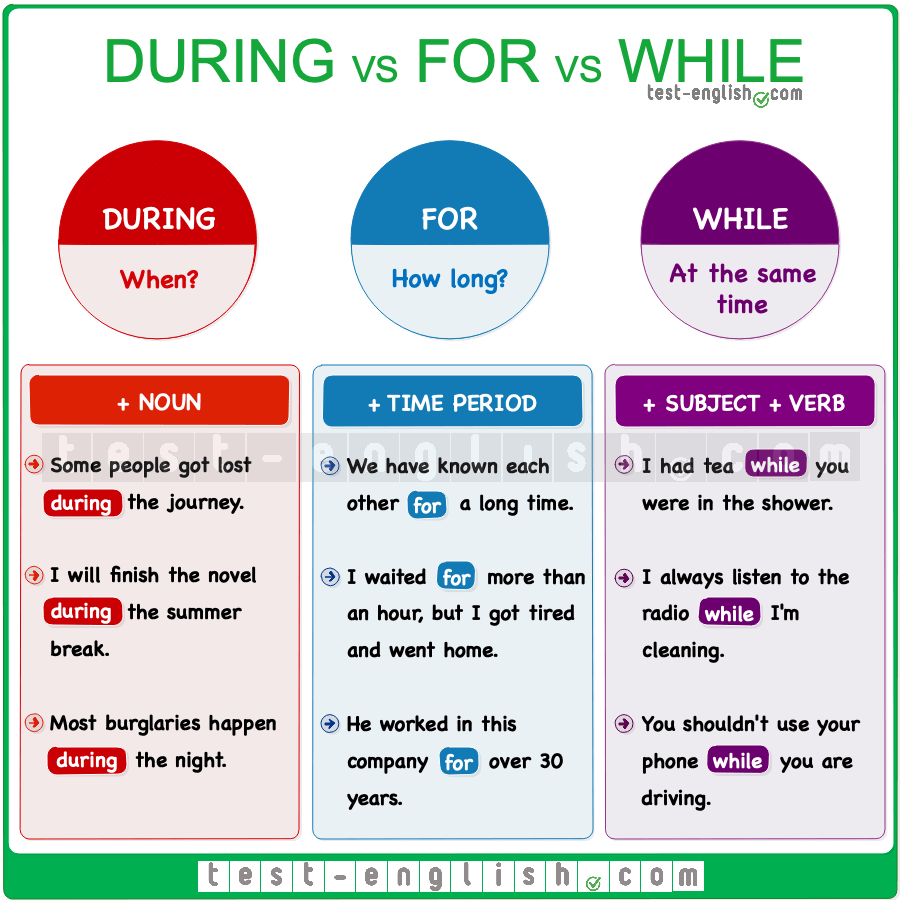 DURING vs FOR vs WHILE
test-english.com
DURING
When?
FOR
How long?
WHILE
At the same
time
+ NOUN
Some people got lost
during the journey.
I will finish the novel
during the summer
break.
Most burglaries happen
during the night.
+ TIME PERIOD
We have known each
other for a long time.
I waited for more than
an hour, but I got tired
and went home.
He worked in this
company for over 30
years.
+ SUBJECT + VERB
I had tea while you
were in the shower.
I always listen to the
radio while I'm
cleaning.
You shouldn't use your
phone while you are
driving.
test-english.com
test-english.com